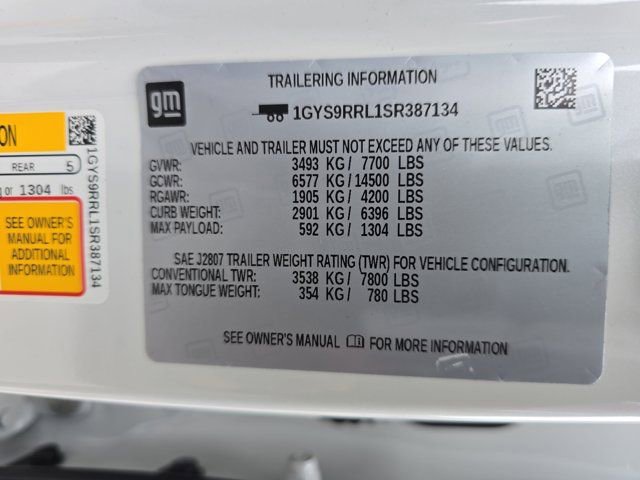 ON
REAR 5
g or 1304 lbs
SEE OWNER'S
MANUAL FOR
ADDITIONAL
INFORMATION
1GYS9RRL1SR387134
gm
TRAILERING INFORMATION
1GYS9RRL1SR387134
VEHICLE AND TRAILER MUST NOT EXCEED ANY OF THESE VALUES.
GVWR: 3493 KG/ 7700 LBS
GCWR: 6577 KG/14500 LBS
RGAWR: 1905 KG/ 4200 LBS
CURB WEIGHT: 2901 KG/ 6396 LBS
MAX PAYLOAD: 592 KG/ 1304 LBS
SAE J2807 TRAILER WEIGHT RATING (TWR) FOR VEHICLE CONFIGURATION.
CONVENTIONAL TWR: 3538 KG/ 7800 LBS
MAX TONGUE WEIGHT: 354 KG/ 780 LBS
SEE OWNER'S MANUAL FOR MORE INFORMATION